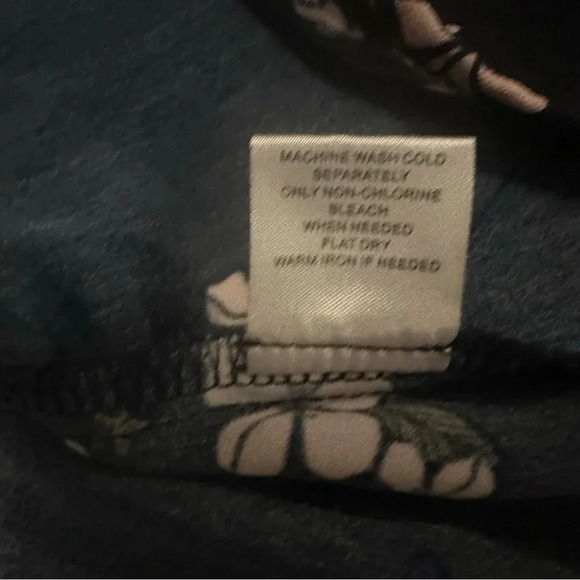 MACHINE WASH COLD
SEPARATELY
ONLY NON-CHLORINE
BLEACH
WHEN NEEDED
FLAT DRY
WARM IRON IF NEEDED